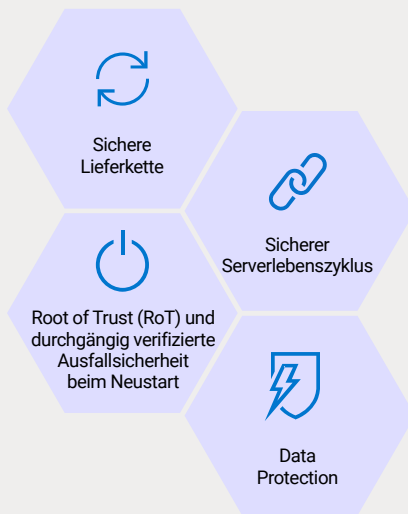 Sichere
Lieferkette
Sicherer
Serverlebenszyklus
Root of Trust (RoT) und
durchgängig verifizierte
Ausfallsicherheit
beim Neustart
Data
Protection